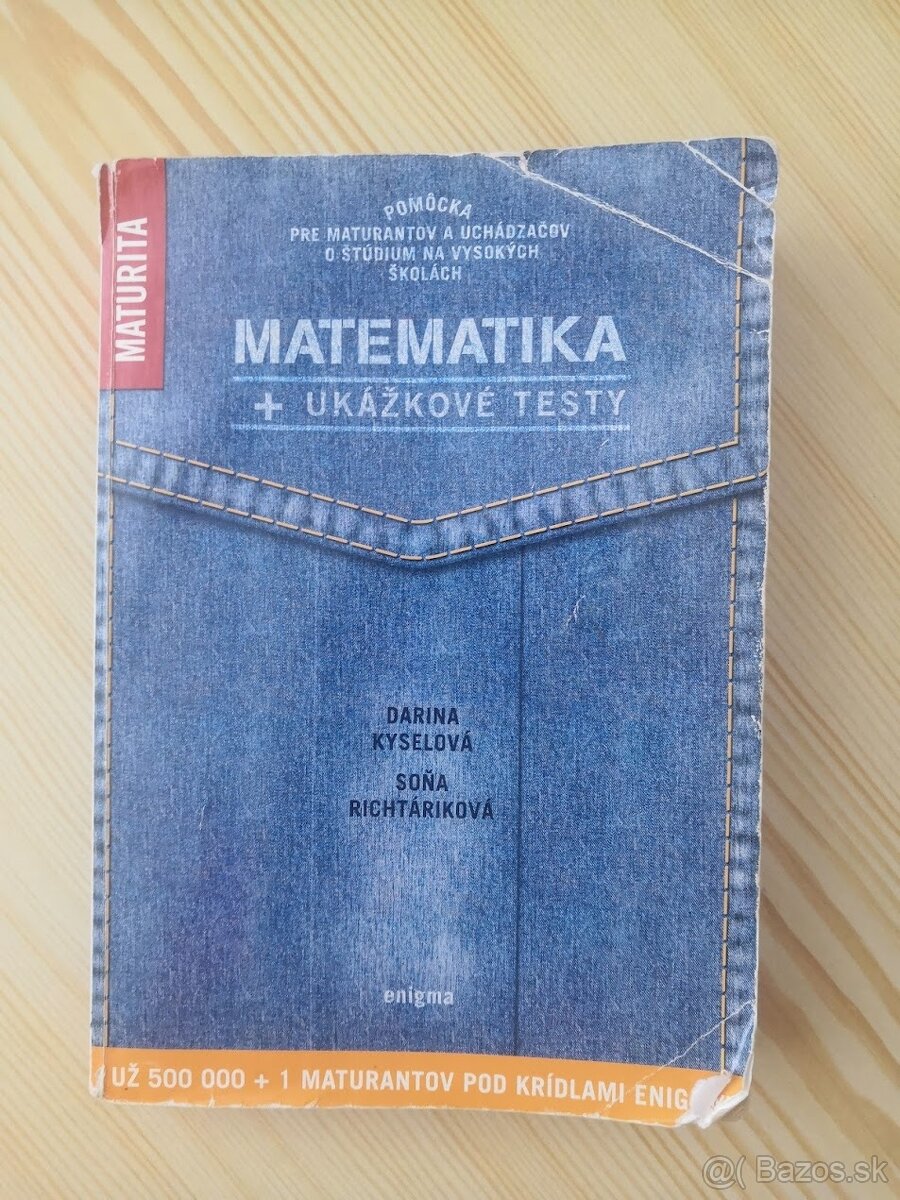 MATURITA
POMÔCKA
PRE MATURANTOV A UCHÁDZAČOV
O ŠTÚDIUM NA VYSOKÝCH
ŠKOLÁCH
MATEMATIKA
+ UKÁŽKOVÉ TESTY
DARINA
KYSELOVÁ
SOŇA
RICHTÁRIKOVÁ
enigma
UŽ 500 000 + 1 MATURANTOV POD KRÍDLAMI
@( Bazos.sk